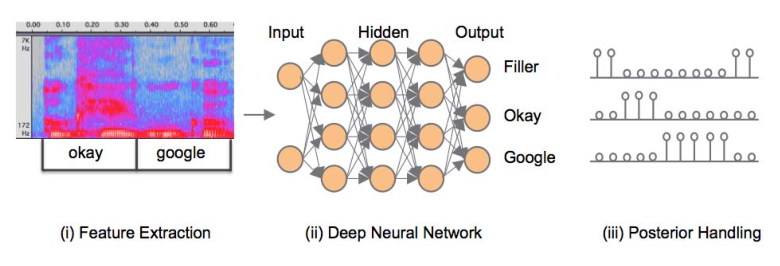 0.00 0.10 0.20 0.30 0.40 0.50 0.60
7K
Hz
172
Hz
okay google
Input Hidden Output
Filler
Okay
Google
(i) Feature Extraction (ii) Deep Neural Network (iii) Posterior Handling